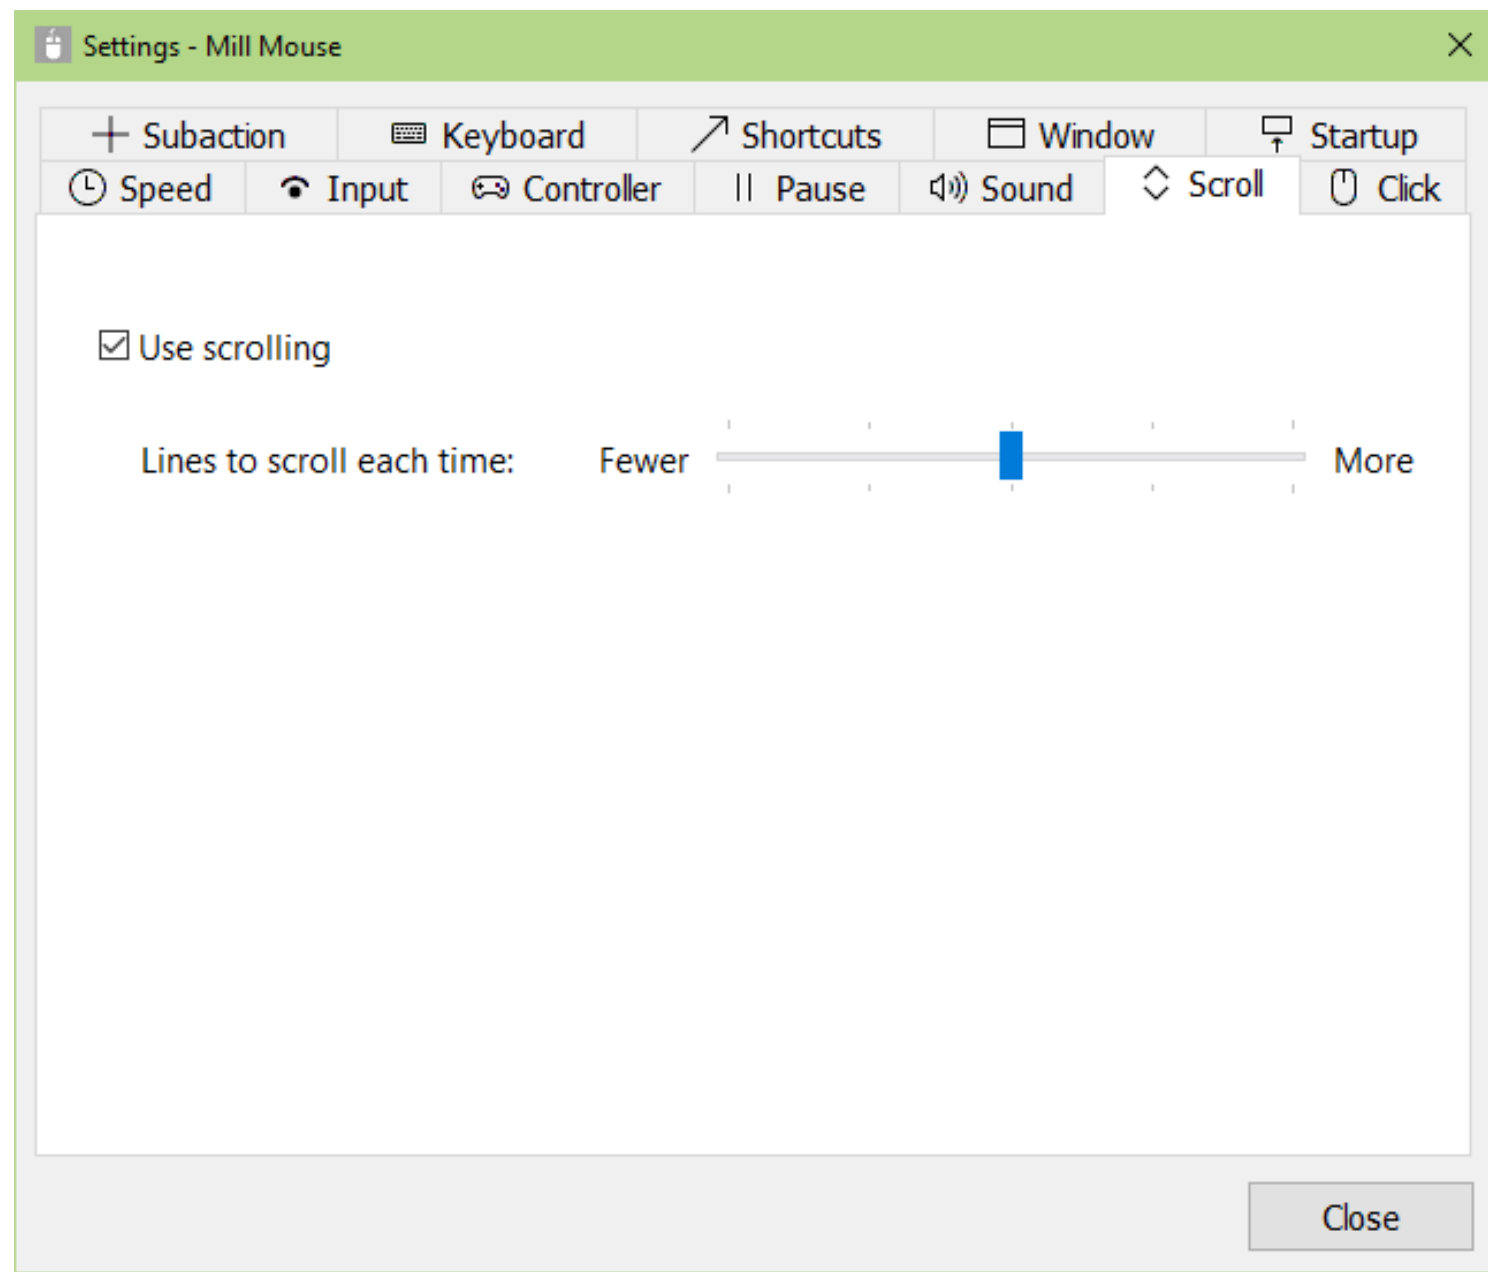 Settings - Mill Mouse
Subaction Keyboard Shortcuts Window Startup
Speed Input Controller Pause Sound Scroll Click
Use scrolling
Lines to scroll each time: Fewer More
Close